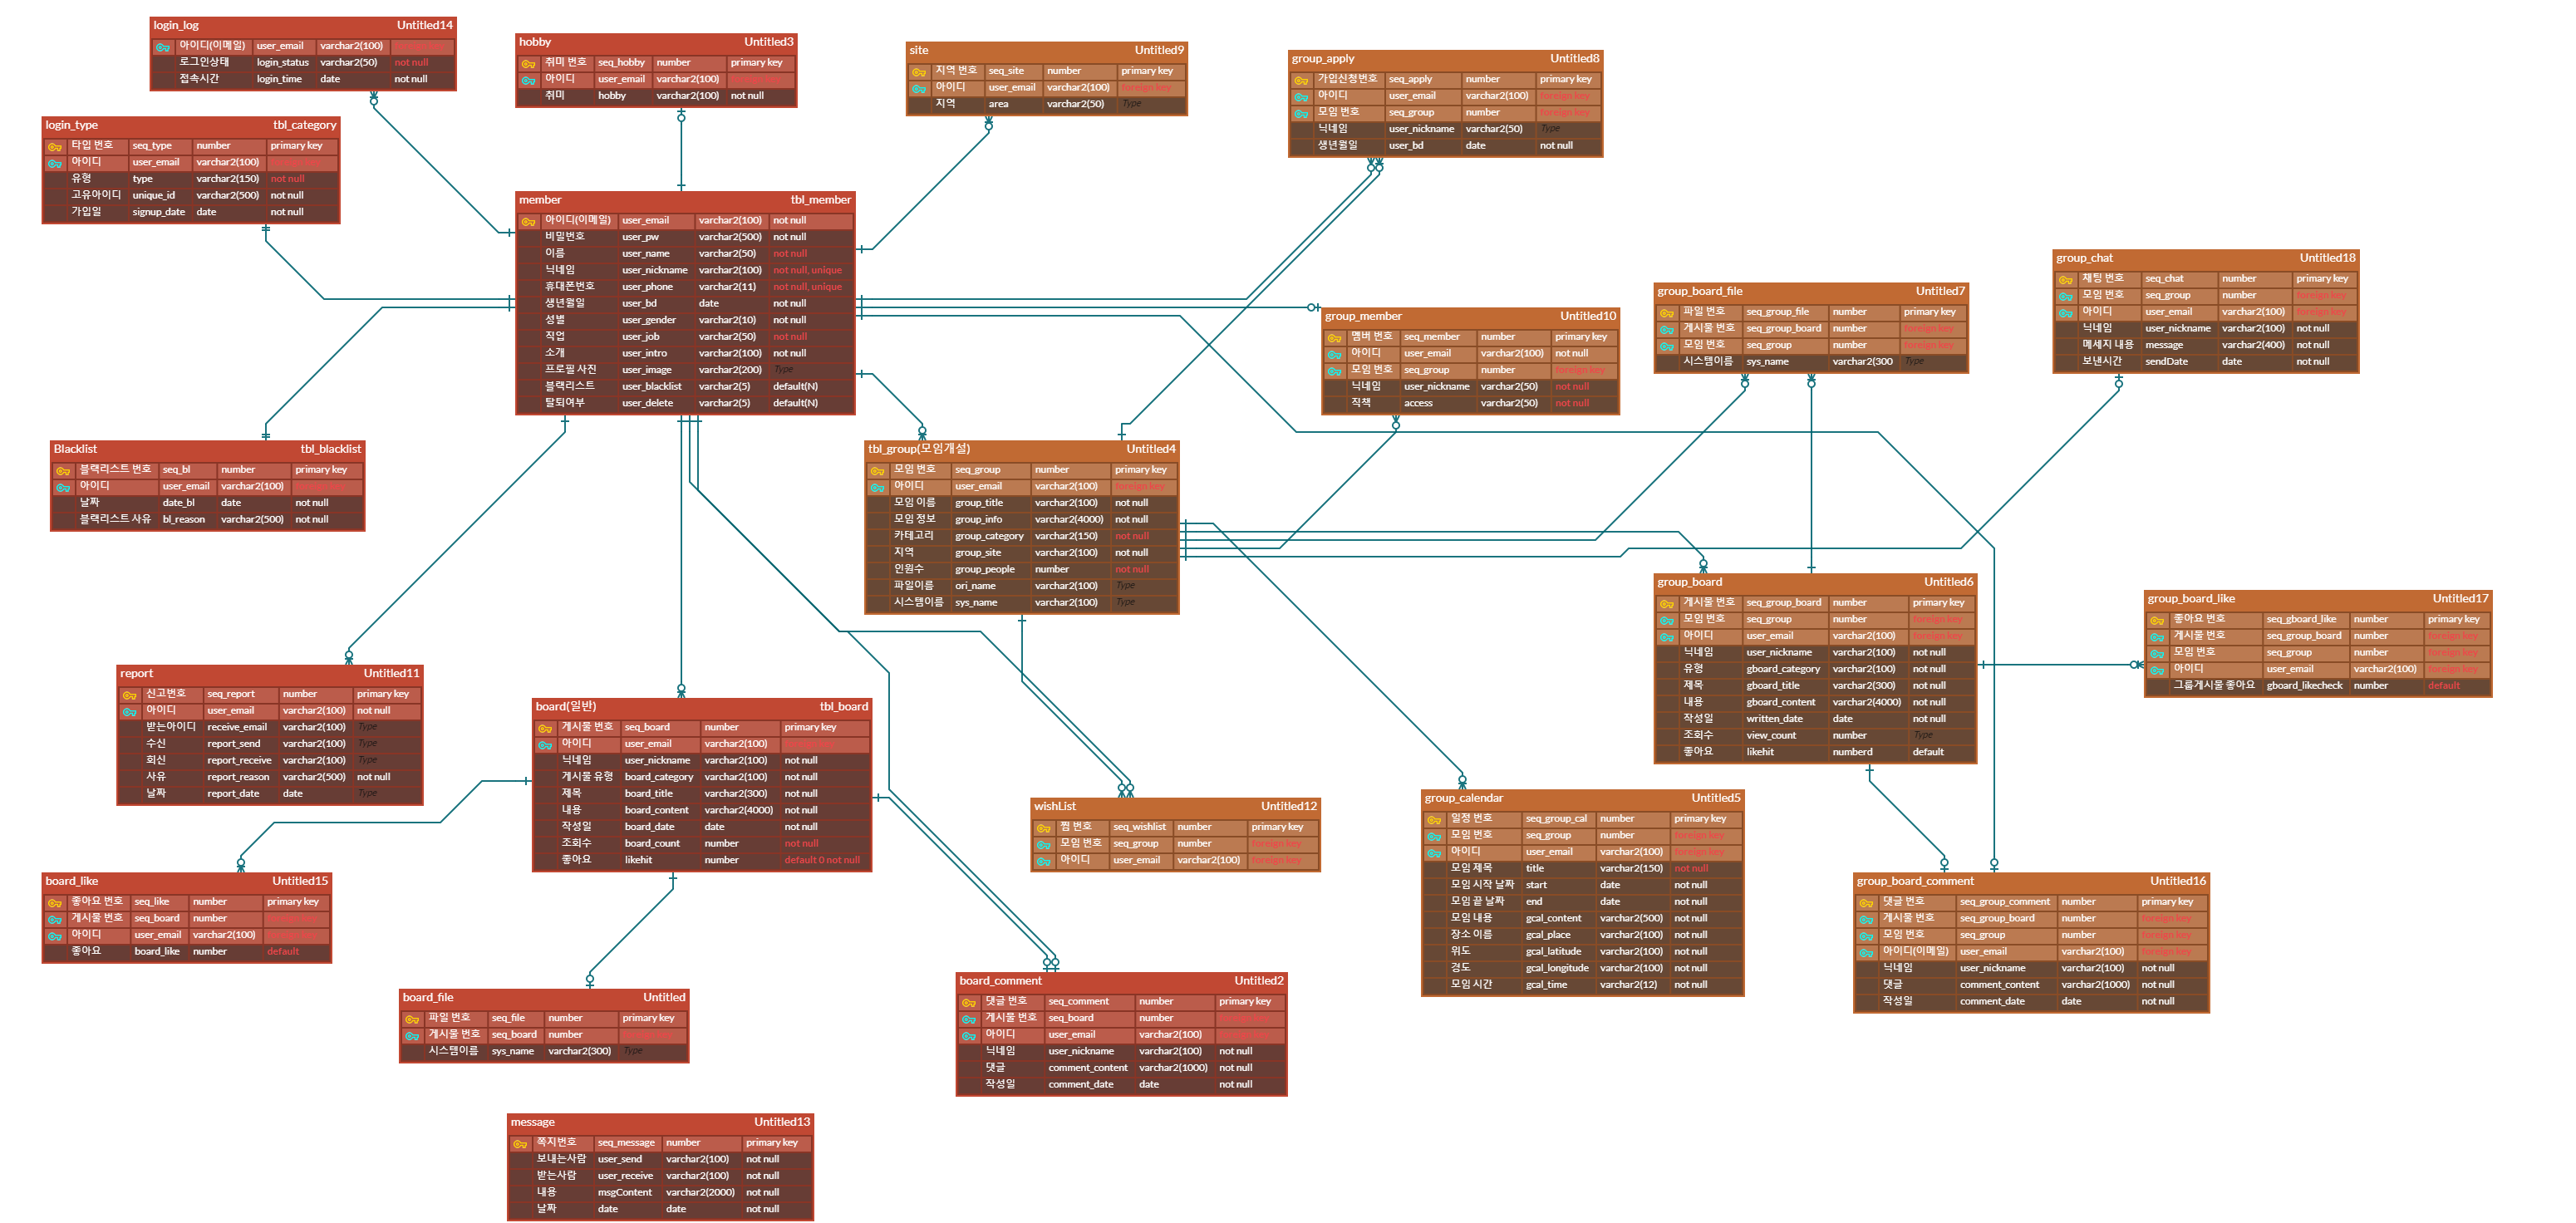 login_log Untitled14
아이디(이메일) user_email varchar2(100) foreign key
로그인상태 login_status varchar2(50) not null
접속시간 login_time date not null
hobby Untitled3
취미 번호 seq_hobby number primary key
아이디 user_email varchar2(100)
취미 hobby varchar2(100) not null
site Untitled9
지역 번호 seq_site number primary key
아이디 user_email varchar2(100) foreign key
지역 area varchar2(50) Type
group_apply Untitled8
가입신청번호 seq_apply number primary key
아이디 user_email varchar2(100) foreign key
모임 번호 seq_group number foreign key
닉네임 user_nickname varchar2(50) Type
생년월일 user_bd date not null
login_type tbl_category
타입 번호 seq_type number primary key
아이디 user_email varchar2(100)
유형 type varchar2(150) not null
고유아이디 unique_id varchar2(500) not null
가입일 signup_date date not null
member tbl_member
아이디(이메일) user_email varchar2(100) not null
비밀번호 user_pw varchar2(500) not null
이름 user_name varchar2(50) not null
닉네임 user_nickname varchar2(100) not null, unique
휴대폰번호 user_phone varchar2(11) not null, unique
생년월일 user_bd date not null
성별 user_gender varchar2(10) not null
직업 user_job varchar2(50) not null
소개 user_intro varchar2(100) not null
프로필 사진 user_image varchar2(200) Type
블랙리스트 user_blacklist varchar2(5) default(N)
탈퇴여부 user_delete varchar2(5) default(N)
group_chat Untitled18
채팅 번호 seq_chat number primary key
모임 번호 seq_group number foreign key
아이디 user_email varchar2(100) foreign key
닉네임 user_nickname varchar2(100) not null
메세지 내용 message varchar2(400) not null
보낸시간 sendDate date not null
group_board_file Untitled7
파일 번호 seq_group_file number primary key
게시물 번호 seq_group_board number foreign key
모임 번호 seq_group number foreign key
시스템이름 sys_name varchar2(300 Type
group_member Untitled10
멤버 번호 seq_member number primary key
아이디 user_email varchar2(100) not null
모임 번호 seq_group number foreign key
닉네임 user_nickname varchar2(50) not null
직책 access varchar2(50) not null
Blacklist tbl_blacklist
블랙리스트 번호 seq_bl number primary key
아이디 user_email varchar2(100)
날짜 date_bl date not null
블랙리스트 사유 bl_reason varchar2(500) not null
tbl_group(모임개설) Untitled4
모임 번호 seq_group number primary key
아이디 user_email varchar2(100) foreign key
모임 이름 group_title varchar2(100) not null
모임 정보 group_info varchar2(4000) not null
카테고리 group_category varchar2(150) not null
지역 group_site varchar2(100) not null
인원수 group_people number not null
파일이름 ori_name varchar2(100) Type
시스템이름 sys_name varchar2(100) Type
group_board Untitled6
게시물 번호 seq_group_board number primary key
모임 번호 seq_group number foreign key
아이디 user_email varchar2(100) foreign key
닉네임 user_nickname varchar2(100) not null
유형 gboard_category varchar2(100) not null
제목 gboard_title varchar2(300) not null
내용 gboard_content varchar2(4000) not null
작성일 written_date date not null
조회수 view_count number Type
좋아요 likehit numberd default
group_board_like Untitled17
좋아요 번호 seq_gboard_like number primary key
게시물 번호 seq_group_board number foreign key
모임 번호 seq_group number foreign key
아이디 user_email varchar2(100) foreign key
그룹게시물 좋아요 gboard_likecheck number default
report Untitled11
신고번호 seq_report number primary key
아이디 user_email varchar2(100) not null
받는아이디 receive_email varchar2(100) Type
수신 report_send varchar2(100) Type
회신 report_receive varchar2(100) Type
사유 report_reason varchar2(500) not null
날짜 report_date date Type
board(일반) tbl_board
게시물 번호 seq_board number primary key
아이디 user_email varchar2(100)
닉네임 user_nickname varchar2(100) not null
게시물 유형 board_category varchar2(100) not null
제목 board_title varchar2(300) not null
내용 board_content varchar2(4000) not null
작성일 board_date date not null
조회수 board_count number not null
좋아요 likehit number default 0 not null
wishList Untitled12
찜 번호 seq_wishlist number primary key
모임 번호 seq_group number foreign key
아이디 user_email varchar2(100) foreign key
group_calendar Untitled5
일정 번호 seq_group_cal number primary key
모임 번호 seq_group number foreign key
아이디 user_email varchar2(100) foreign key
모임 제목 title varchar2(150) not null
모임 시작 날짜 start date not null
모임 끝 날짜 end date not null
모임 내용 gcal_content varchar2(500) not null
장소 이름 gcal_place varchar2(100) not null
위도 gcal_latitude varchar2(100) not null
경도 gcal_longitude varchar2(100) not null
모임 시간 gcal_time varchar2(12) not null
board_like Untitled15
좋아요 번호 seq_like number primary key
게시물 번호 seq_board number
아이디 user_email varchar2(100)
좋아요 board_like number default
group_board_comment Untitled16
댓글 번호 seq_group_comment number primary key
게시물 번호 seq_group_board number foreign key
모임 번호 seq_group number foreign key
아이디(이메일) user_email varchar2(100) foreign key
닉네임 user_nickname varchar2(100) not null
댓글 comment_content varchar2(1000) not null
작성일 comment_date date not null
board_file Untitled
파일 번호 seq_file number primary key
게시물 번호 seq_board number
시스템이름 sys_name varchar2(300) Type
board_comment Untitled2
댓글 번호 seq_comment number primary key
게시물 번호 seq_board number
아이디 user_email varchar2(100)
닉네임 user_nickname varchar2(100) not null
댓글 comment_content varchar2(1000) not null
작성일 comment_date date not null
message Untitled13
쪽지번호 seq_message number primary key
보내는사람 user_send varchar2(100) not null
받는사람 user_receive varchar2(100) not null
내용 msgContent varchar2(2000) not null
날짜 date date not null